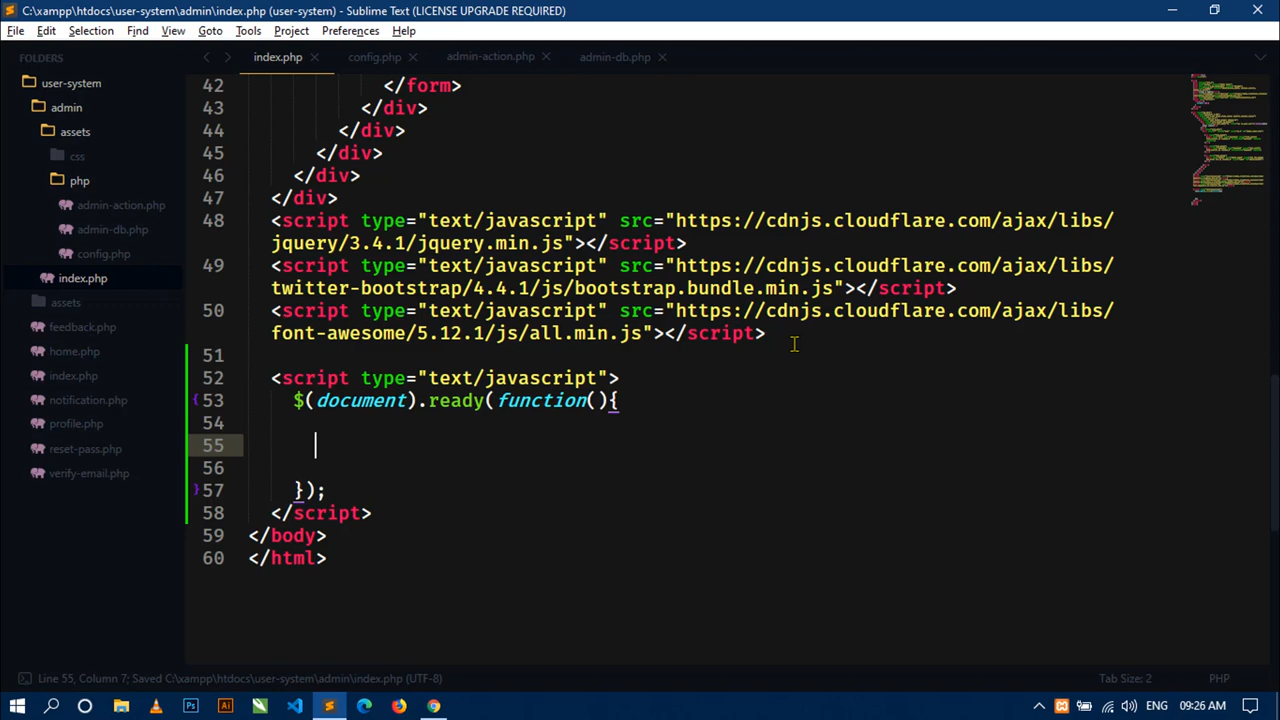 C:\xampp\htdocs\user-system\admin\index.php (user-system) - Sublime Text (LICENSE UPGRADE REQUIRED)
File Edit Selection Find View Goto Tools Project Preferences Help
FOLDERS
user-system
admin
assets
css
php
admin-action.php
admin-db.php
config.php
index.php
assets
feedback.php
home.php
index.php
notification.php
profile.php
reset-pass.php
verify-email.php
index.php config.php admin-action.php admin-db.php
42 </form>
43 </div>
44 </div>
45 </div>
46 </div>
47 </div>
48 <script type="text/javascript" src="https://cdnjs.cloudflare.com/ajax/libs/
jquery/3.4.1/jquery.min.js"></script>
49 <script type="text/javascript" src="https://cdnjs.cloudflare.com/ajax/libs/
twitter-bootstrap/4.4.1/js/bootstrap.bundle.min.js"></script>
50 <script type="text/javascript" src="https://cdnjs.cloudflare.com/ajax/libs/
font-awesome/5.12.1/js/all.min.js"></script>
51
52 <script type="text/javascript">
53 $(document).ready(function(){
54
55
56
57 });
58 </script>
59 </body>
60 </html>
Line 55, Column 7; Saved C:\xampp\htdocs\user-system\admin\index.php (UTF-8) Tab Size: 2 PHP
Ps Ai ENG 09:26 AM